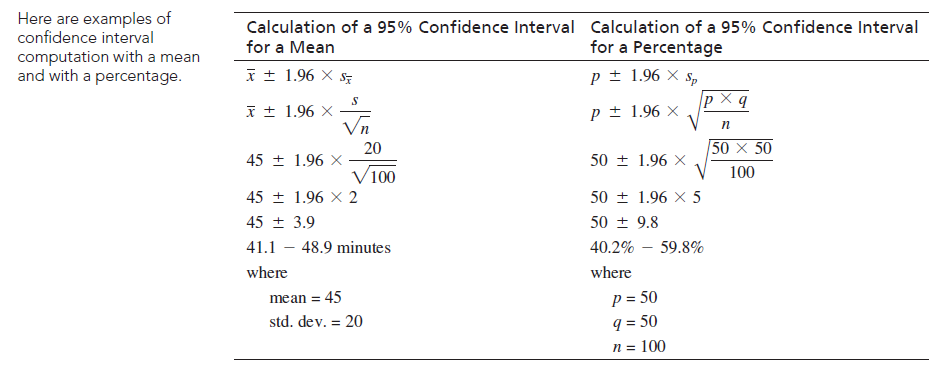 Here are examples of
confidence interval
computation with a mean
and with a percentage.
Calculation of a 95% Confidence Interval
for a Mean
x̅ ± 1.96 × s_x̅
x̅ ± 1.96 × s/√n
45 ± 1.96 × 20/√100
45 ± 1.96 × 2
45 ± 3.9
41.1 – 48.9 minutes
where
mean = 45
std. dev. = 20
Calculation of a 95% Confidence Interval
for a Percentage
p ± 1.96 × s_p
p ± 1.96 × √(p × q/n)
50 ± 1.96 × √(50 × 50/100)
50 ± 1.96 × 5
50 ± 9.8
40.2% – 59.8%
where
p = 50
q = 50
n = 100